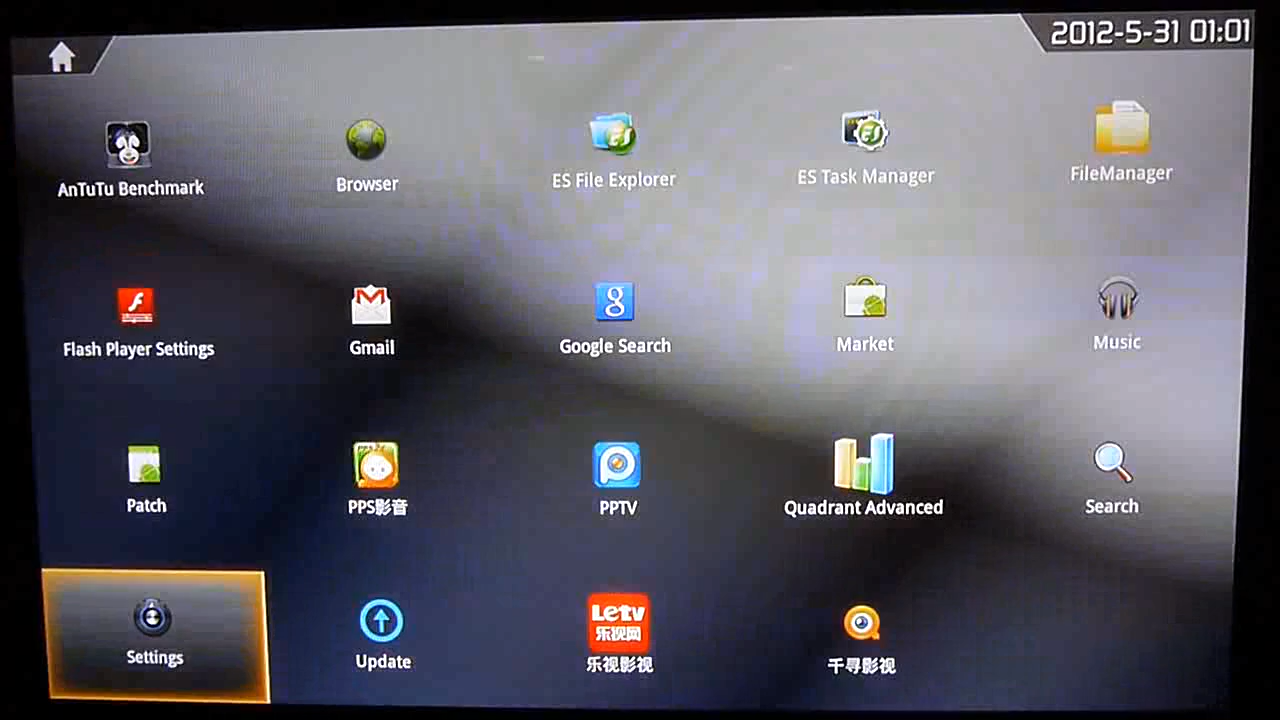 2012-5-31 01:01
AnTuTu Benchmark
Browser
ES File Explorer
ES Task Manager
FileManager
Flash Player Settings
Gmail
Google Search
Market
Music
Patch
PPS影音
PPTV
Quadrant Advanced
Search
Settings
Update
Letv
乐视网
乐视影视
千寻影视